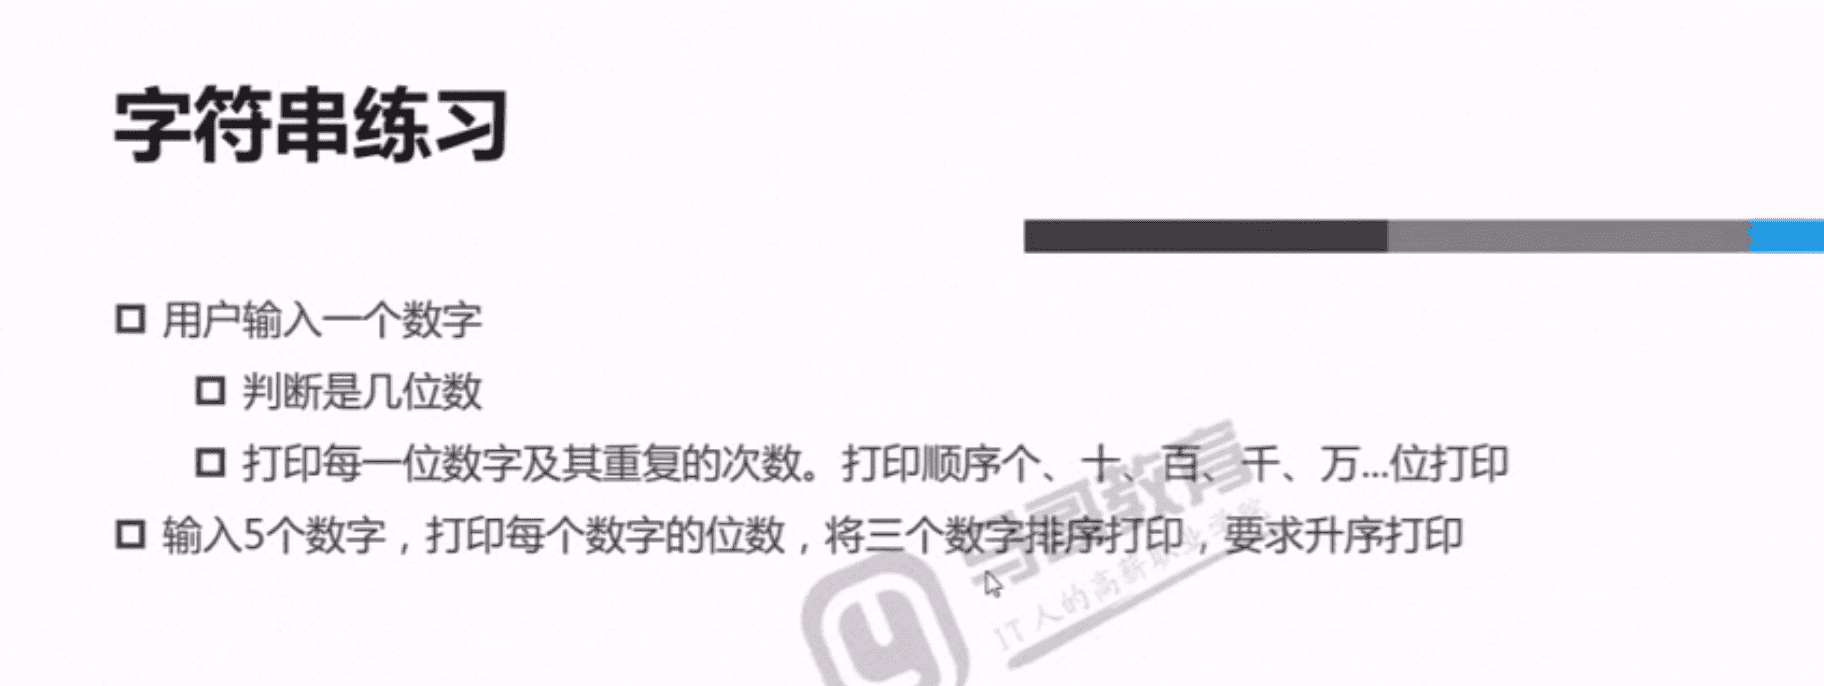 字符串练习
用户输入一个数字
判断是几位数
打印每一位数字及其重复的次数。打印顺序个、十、百、千、万...位打印
输入5个数字，打印每个数字的位数，将三个数字排序打印，要求升序打印
马哥教育
IT人的高薪职业学院